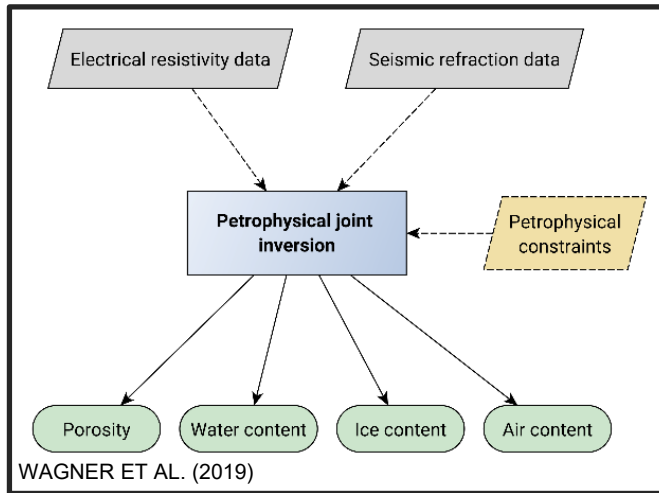 Electrical resistivity data
Seismic refraction data
Petrophysical joint
inversion
Petrophysical
constraints
Porosity
Water content
Ice content
Air content
WAGNER ET AL. (2019)